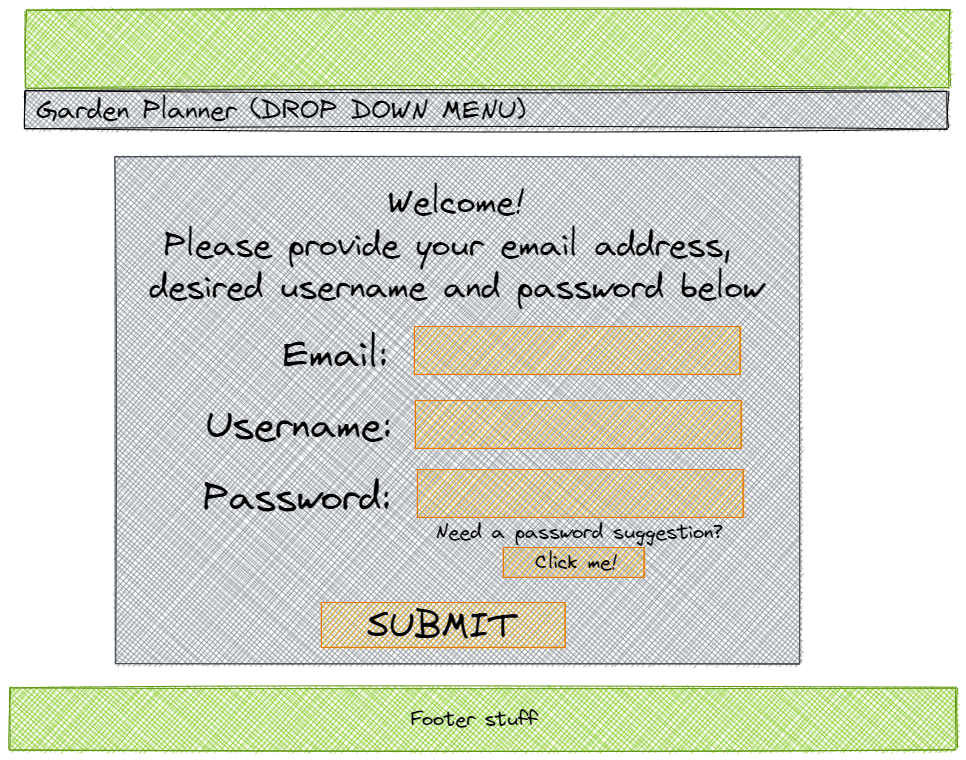 Garden Planner (DROP DOWN MENU)
Welcome!
Please provide your email address,
desired username and password below
Email:
Username:
Password:
Need a password suggestion?
Click me!
SUBMIT
Footer stuff